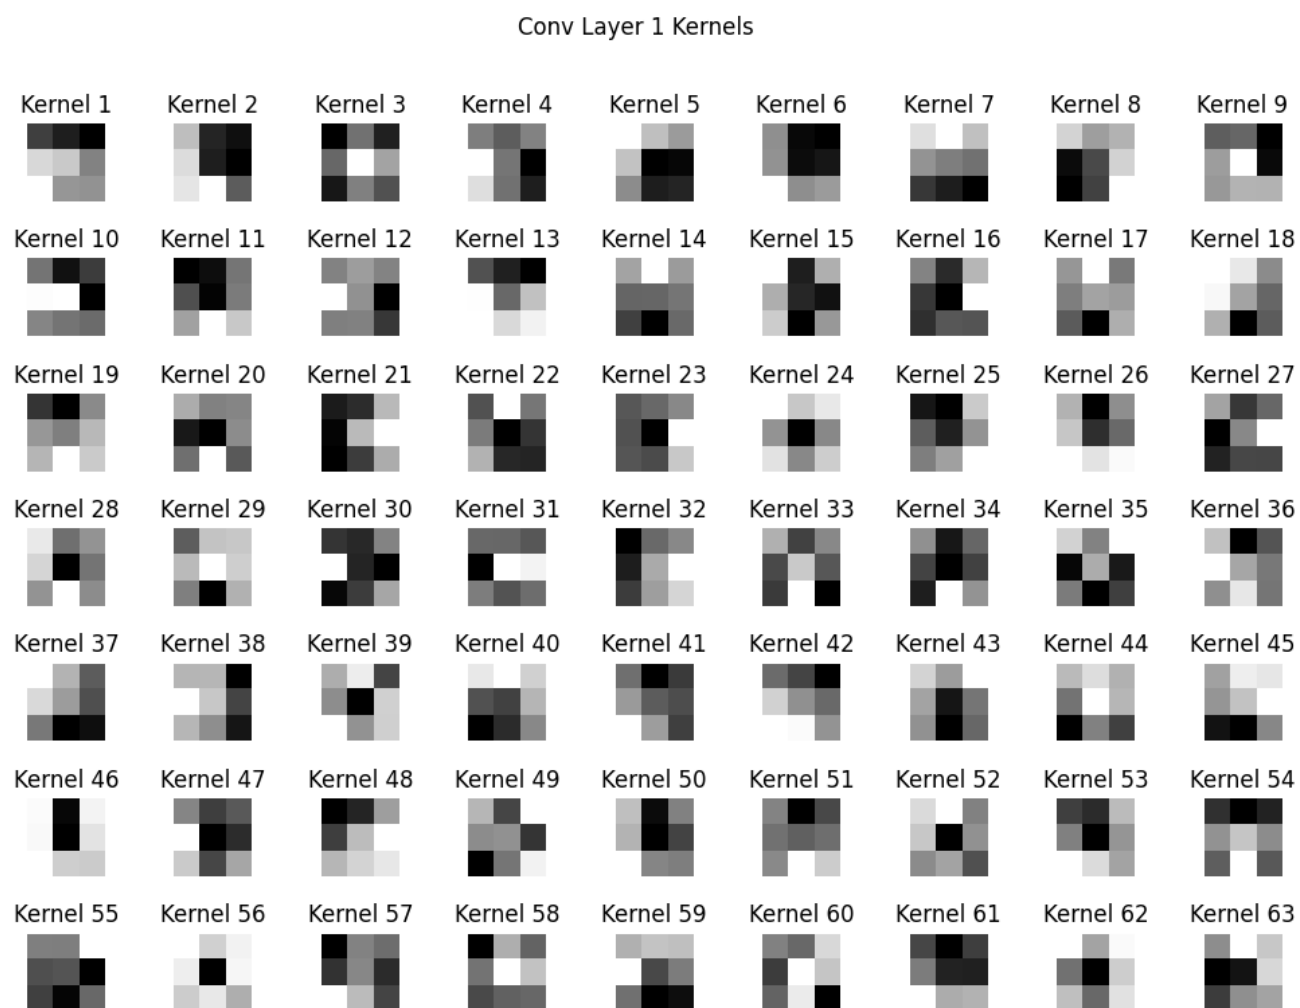 Conv Layer 1 Kernels
Kernel 1 Kernel 2 Kernel 3 Kernel 4 Kernel 5 Kernel 6 Kernel 7 Kernel 8 Kernel 9
Kernel 10 Kernel 11 Kernel 12 Kernel 13 Kernel 14 Kernel 15 Kernel 16 Kernel 17 Kernel 18
Kernel 19 Kernel 20 Kernel 21 Kernel 22 Kernel 23 Kernel 24 Kernel 25 Kernel 26 Kernel 27
Kernel 28 Kernel 29 Kernel 30 Kernel 31 Kernel 32 Kernel 33 Kernel 34 Kernel 35 Kernel 36
Kernel 37 Kernel 38 Kernel 39 Kernel 40 Kernel 41 Kernel 42 Kernel 43 Kernel 44 Kernel 45
Kernel 46 Kernel 47 Kernel 48 Kernel 49 Kernel 50 Kernel 51 Kernel 52 Kernel 53 Kernel 54
Kernel 55 Kernel 56 Kernel 57 Kernel 58 Kernel 59 Kernel 60 Kernel 61 Kernel 62 Kernel 63